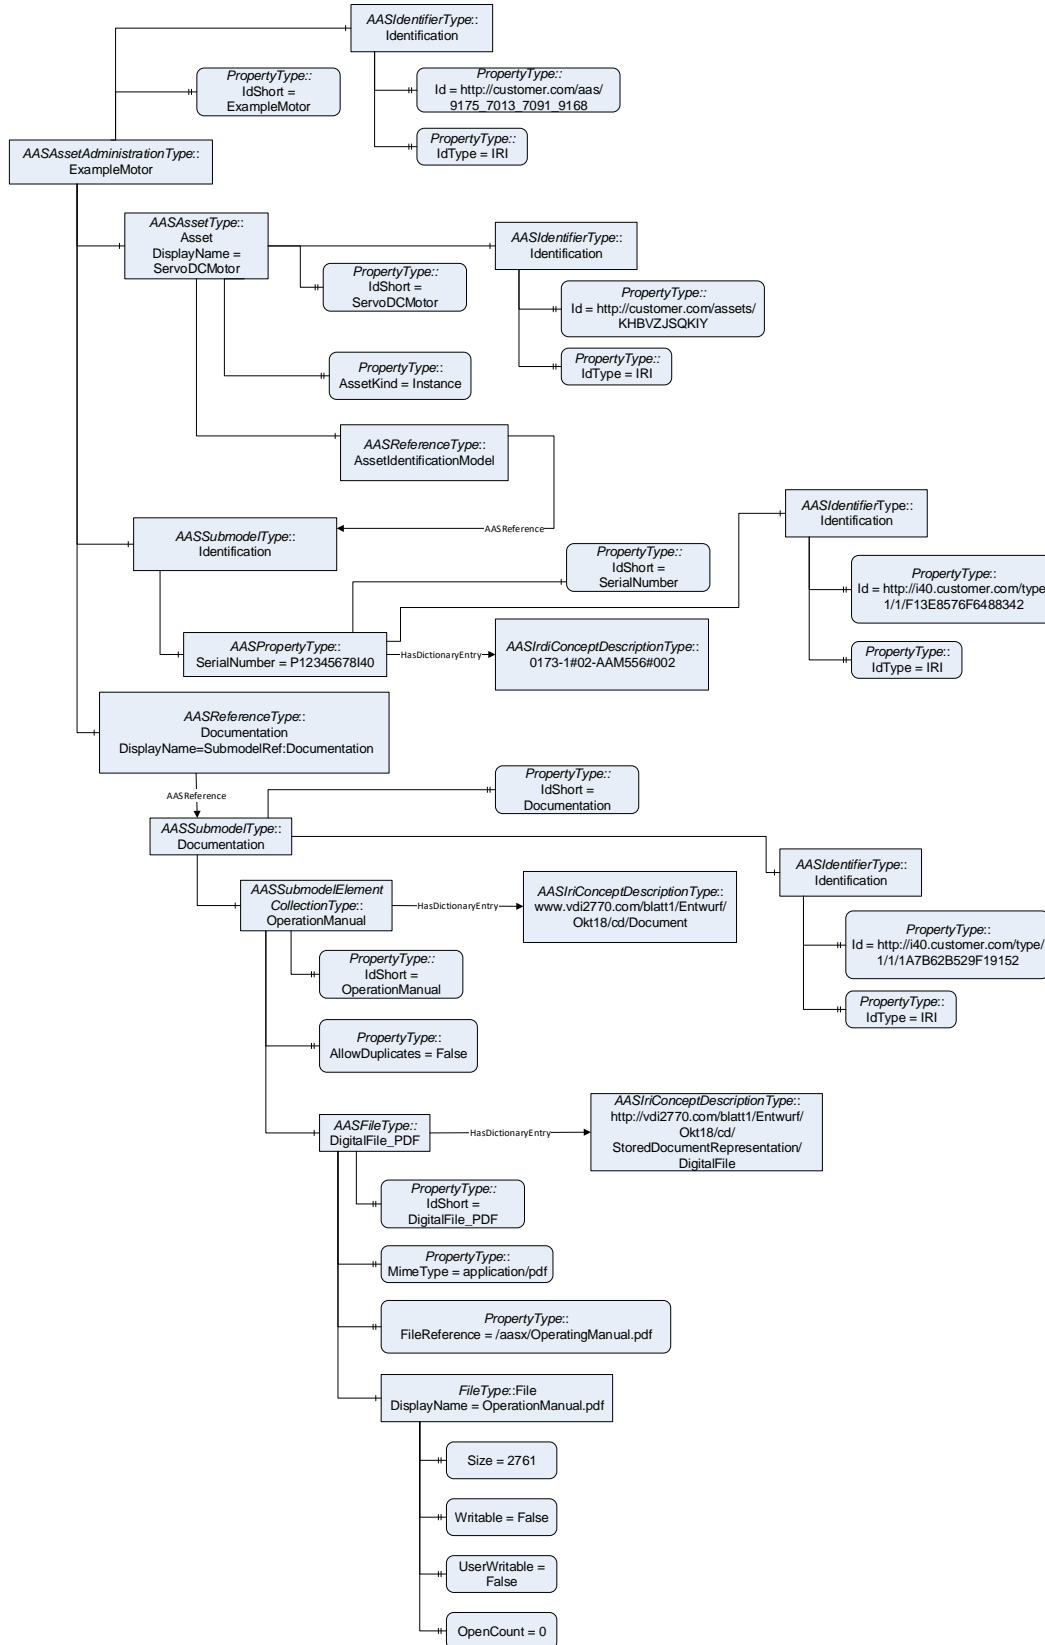 AASIdentifierType::
Identification
PropertyType::
IdShort =
ExampleMotor
PropertyType::
Id = http://customer.com/aas/
9175_7013_7091_9168
PropertyType::
IdType = IRI
AASAssetAdministrationType::
ExampleMotor
AASAssetType::
Asset
DisplayName =
ServoDCMotor
AASIdentifierType::
Identification
PropertyType::
IdShort =
ServoDCMotor
PropertyType::
Id = http://customer.com/assets/
KHBVZJSQKIY
PropertyType::
AssetKind = Instance
PropertyType::
IdType = IRI
AASReferenceType::
AssetIdentificationModel
AASReference
AASSubmodelType::
Identification
AASIdentifierType::
Identification
PropertyType::
IdShort =
SerialNumber
PropertyType::
Id = http://i40.customer.com/type
1/1/F13E8576F6488342
AASPropertyType::
SerialNumber = P12345678I40
HasDictionaryEntry
AASIrdiConceptDescriptionType::
0173-1#02-AAM556#002
PropertyType::
IdType = IRI
AASReferenceType::
Documentation
DisplayName=SubmodelRef:Documentation
AASReference
PropertyType::
IdShort =
Documentation
AASSubmodelType::
Documentation
AASIdentifierType::
Identification
AASSubmodelElement
CollectionType::
OperationManual
HasDictionaryEntry
AASIriConceptDescriptionType::
www.vdi2770.com/blatt1/Entwurf/
Okt18/cd/Document
PropertyType::
Id = http://i40.customer.com/type/
1/1/1A7B62B529F19152
PropertyType::
IdShort =
OperationManual
PropertyType::
IdType = IRI
PropertyType::
AllowDuplicates = False
AASFileType::
DigitalFile_PDF
HasDictionaryEntry
AASIriConceptDescriptionType::
http://vdi2770.com/blatt1/Entwurf/
Okt18/cd/
StoredDocumentRepresentation/
DigitalFile
PropertyType::
IdShort =
DigitalFile_PDF
PropertyType::
MimeType = application/pdf
PropertyType::
FileReference = /aasx/OperatingManual.pdf
FileType::File
DisplayName = OperationManual.pdf
Size = 2761
Writable = False
UserWritable =
False
OpenCount = 0